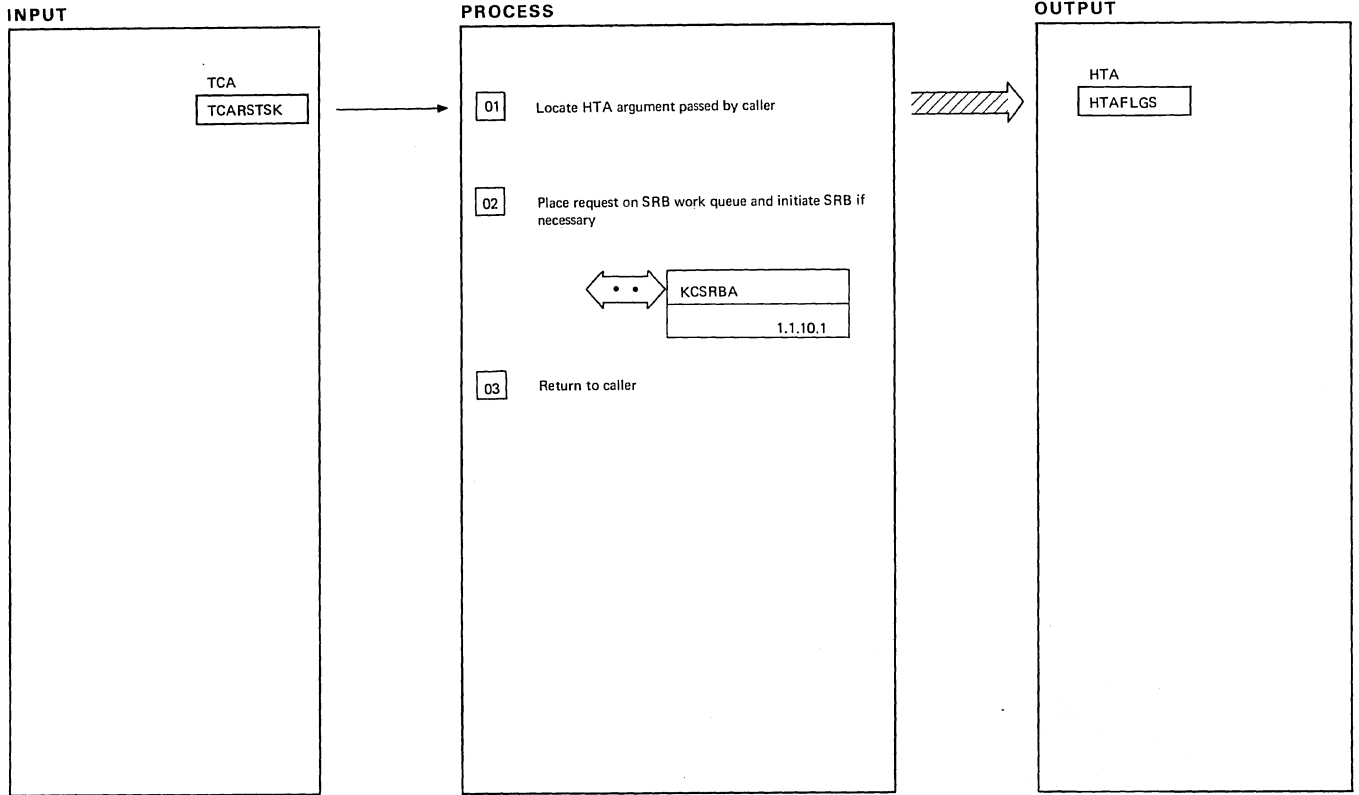 INPUT
PROCESS
OUTPUT
TCA
TCARSTSK
01 Locate HTA argument passed by caller
HTA
HTAFLGS
02 Place request on SRB work queue and initiate SRB if
necessary
KCSRBA
1.1.10.1
03 Return to caller